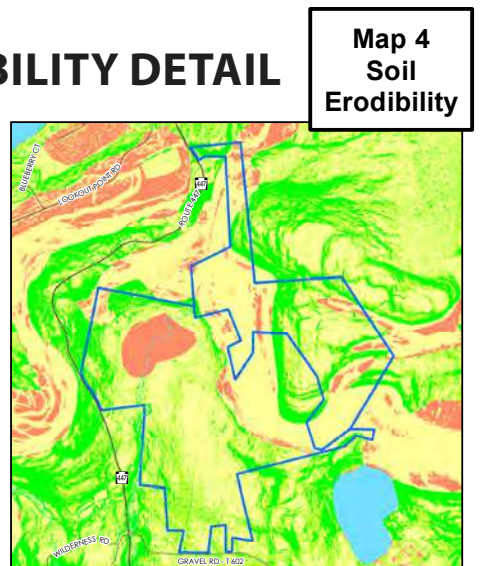 BILITY DETAIL
Map 4
Soil
Erodibility
BLUEBERRY CT
LOOKOUT POINT RD
447
ROUTE 447
447
WILDERNESS RD
GRAVEL RD T 602